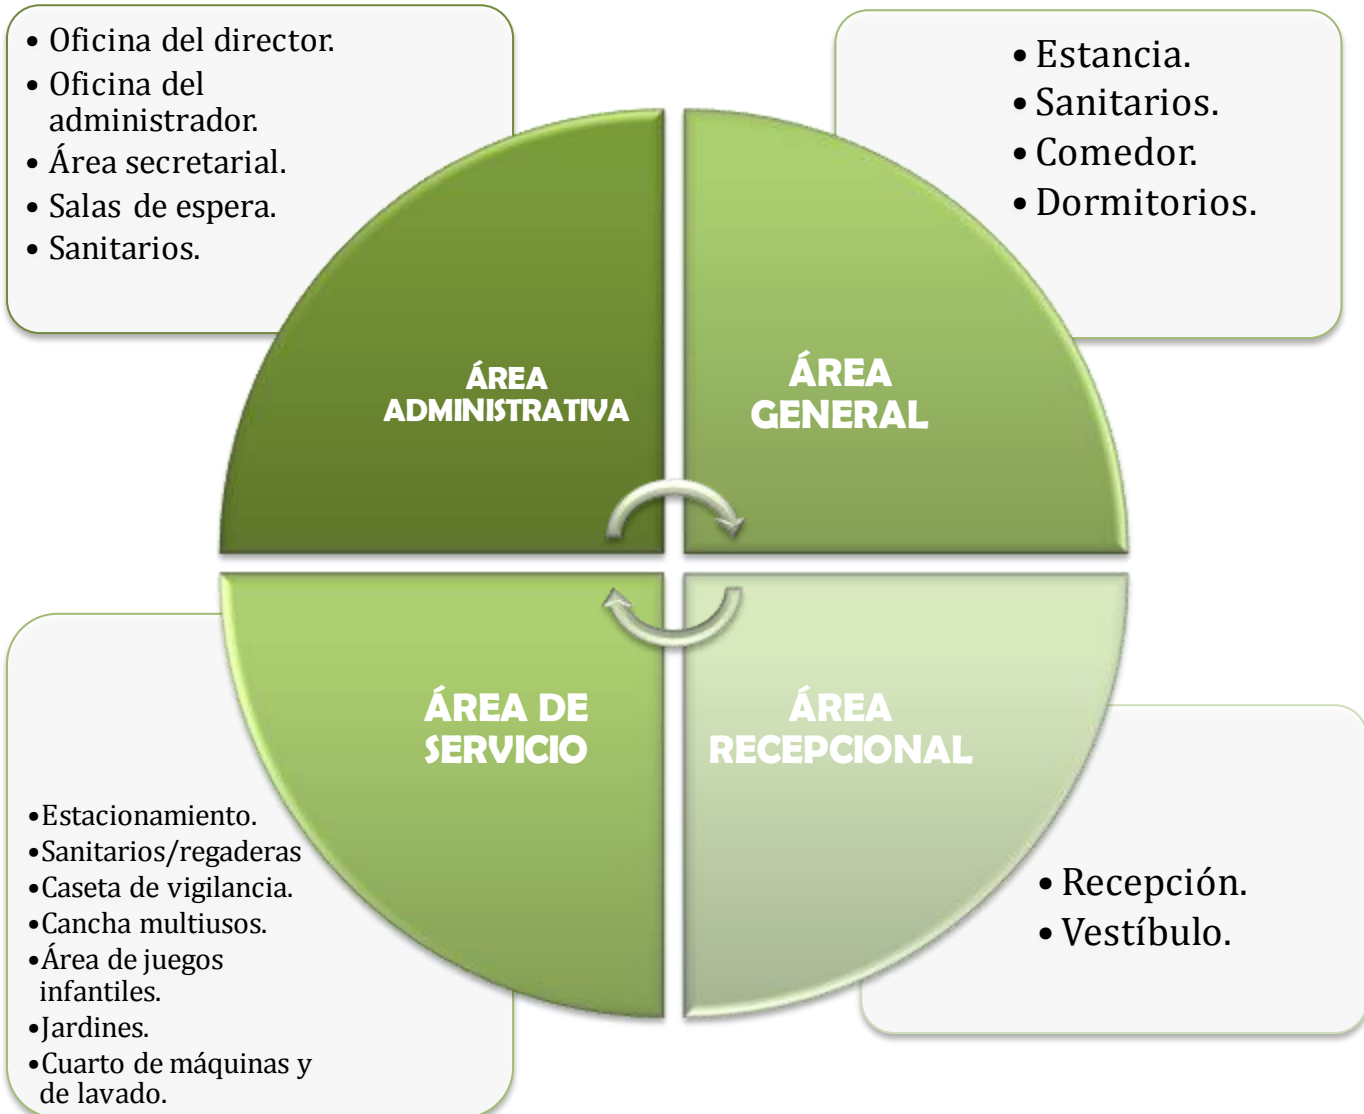 • Oficina del director.
• Oficina del
administrador.
• Área secretarial.
• Salas de espera.
• Sanitarios.
• Estancia.
• Sanitarios.
• Comedor.
• Dormitorios.
ÁREA
ADMINISTRATIVA
ÁREA
GENERAL
ÁREA DE
SERVICIO
ÁREA
RECEPCIONAL
•Estacionamiento.
•Sanitarios/regaderas
•Caseta de vigilancia.
•Cancha multiusos.
•Área de juegos
infantiles.
•Jardines.
•Cuarto de máquinas y
de lavado.
• Recepción.
• Vestíbulo.